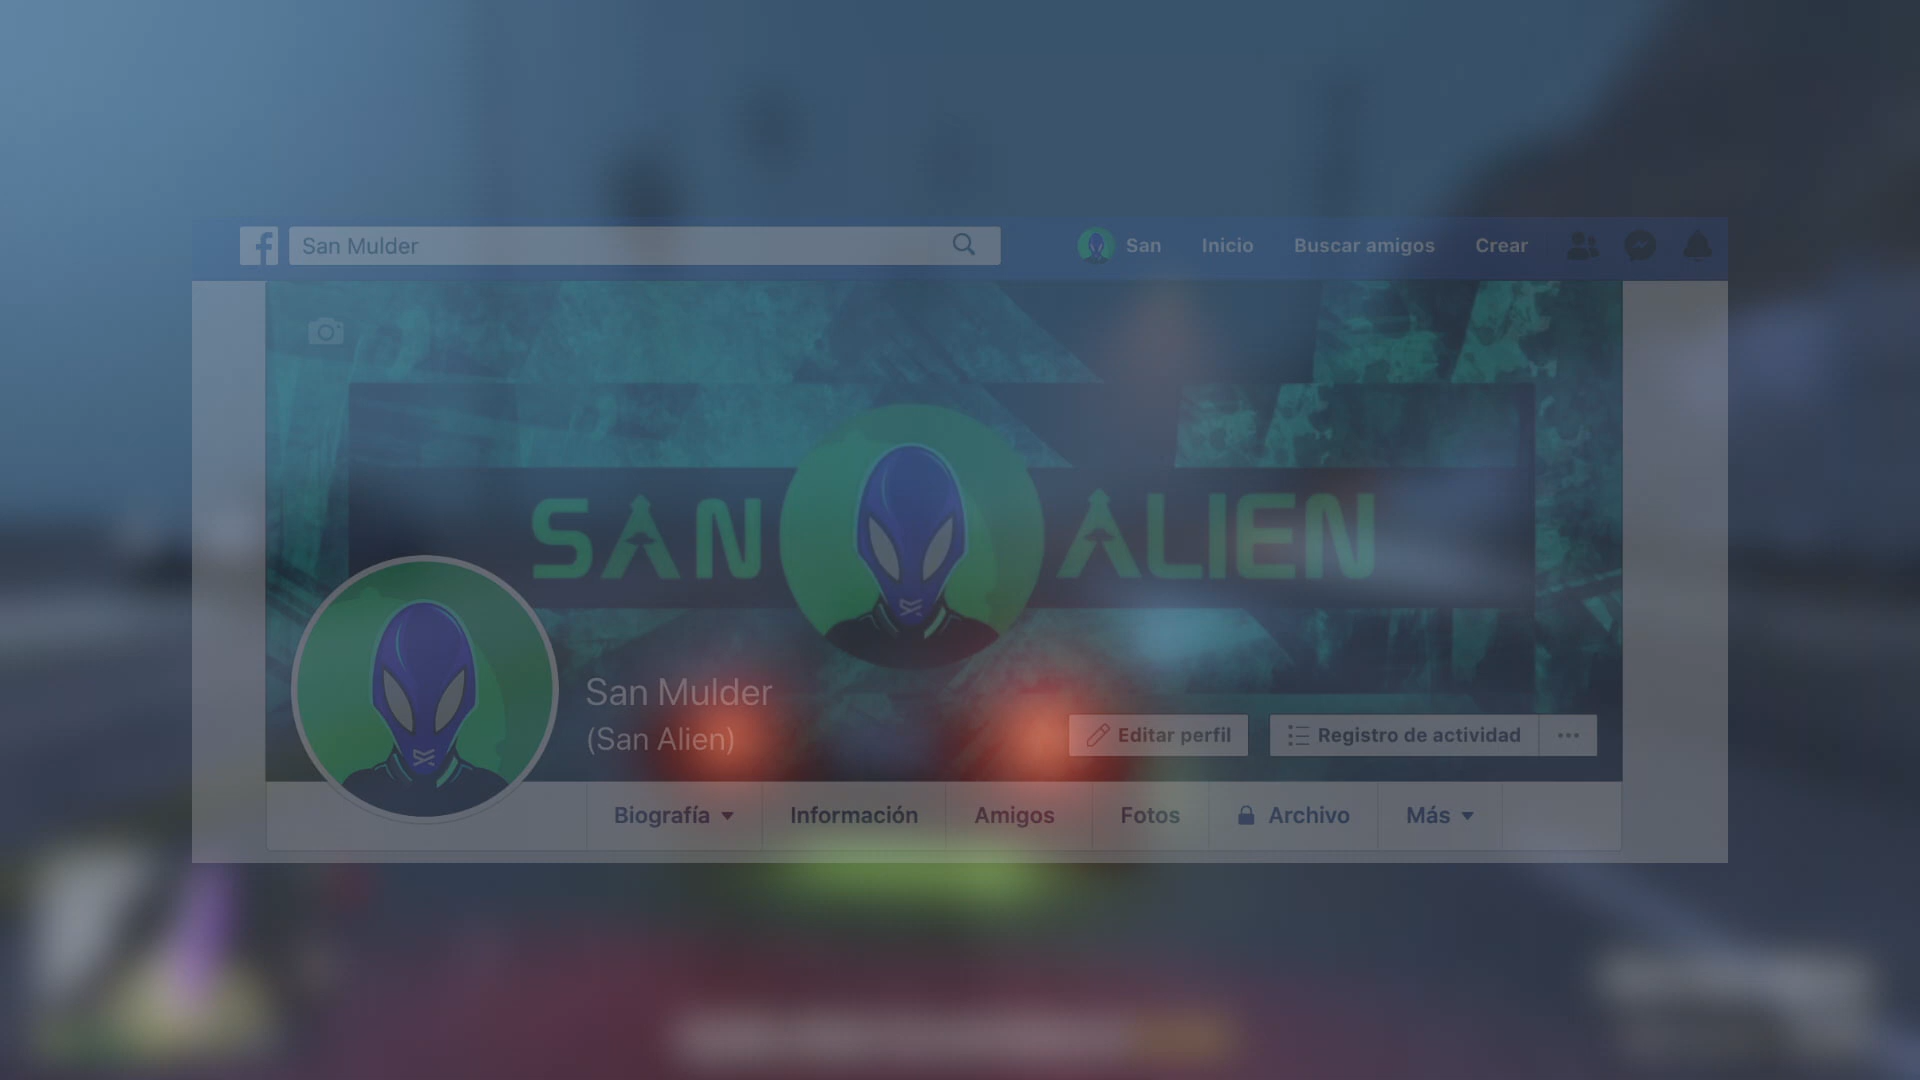 San Mulder
San
Inicio
Buscar amigos
Crear
SAN ALIEN
San Mulder
(San Alien)
Editar perfil
Registro de actividad
Biografía
Información
Amigos
Fotos
Archivo
Más